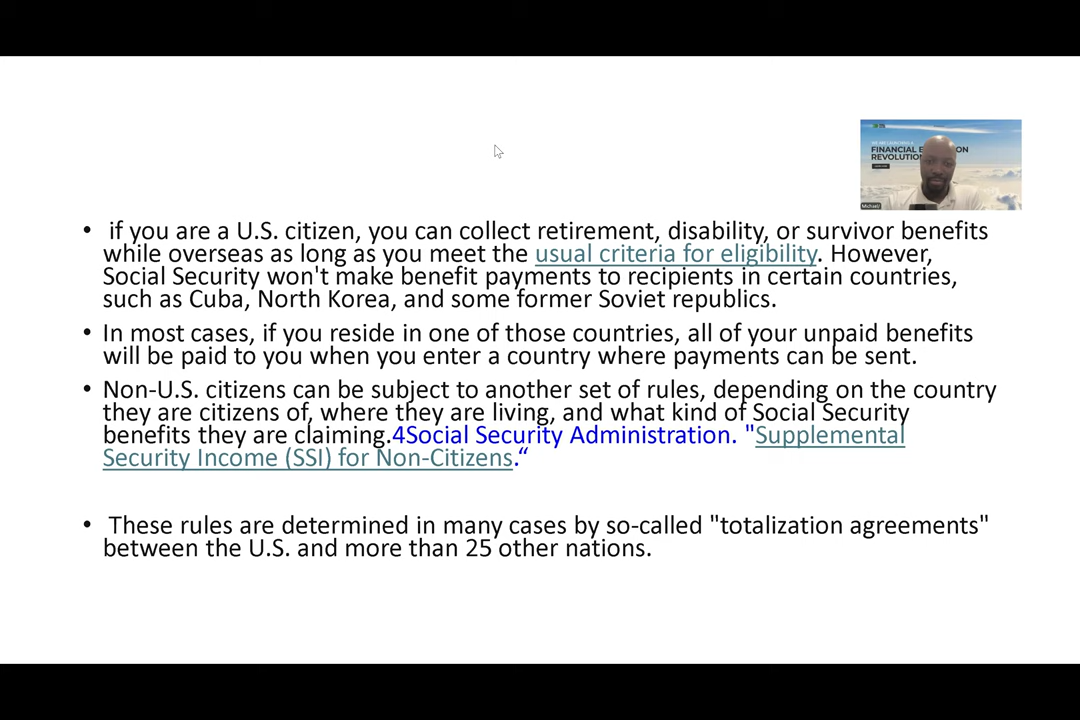 WE ARE LAUNCHING A
FINANCIAL E ON
REVOLUTION
Michael
• if you are a U.S. citizen, you can collect retirement, disability, or survivor benefits
while overseas as long as you meet the usual criteria for eligibility. However,
Social Security won't make benefit payments to recipients in certain countries,
such as Cuba, North Korea, and some former Soviet republics.
• In most cases, if you reside in one of those countries, all of your unpaid benefits
will be paid to you when you enter a country where payments can be sent.
• Non-U.S. citizens can be subject to another set of rules, depending on the country
they are citizens of, where they are living, and what kind of Social Security
benefits they are claiming.4Social Security Administration. "Supplemental
Security Income (SSI) for Non-Citizens.“
• These rules are determined in many cases by so-called "totalization agreements"
between the U.S. and more than 25 other nations.